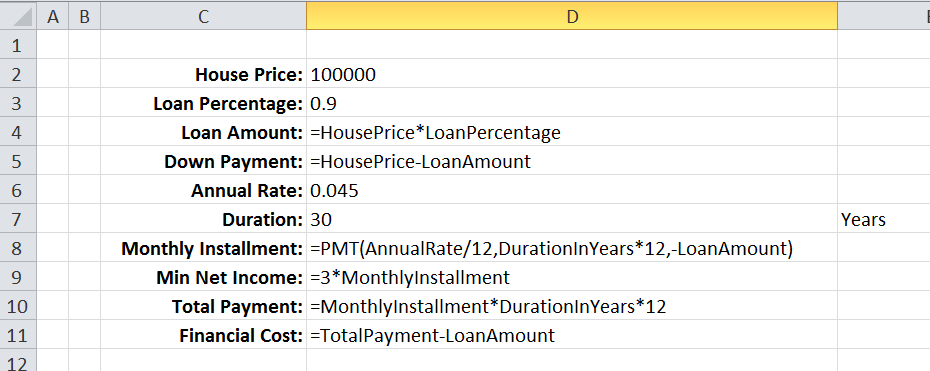 A B C D
1
2 House Price: 100000
3 Loan Percentage: 0.9
4 Loan Amount: =HousePrice*LoanPercentage
5 Down Payment: =HousePrice-LoanAmount
6 Annual Rate: 0.045
7 Duration: 30 Years
8 Monthly Installment: =PMT(AnnualRate/12,DurationInYears*12,-LoanAmount)
9 Min Net Income: =3*MonthlyInstallment
10 Total Payment: =MonthlyInstallment*DurationInYears*12
11 Financial Cost: =TotalPayment-LoanAmount
12